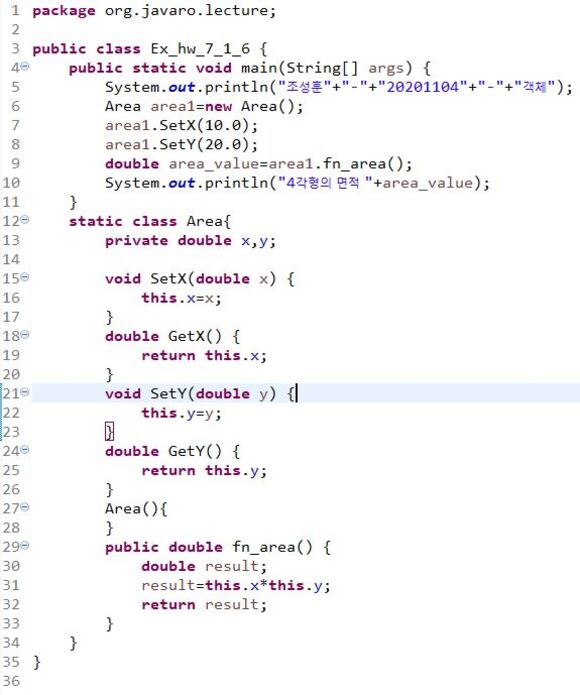 1 package org.javaro.lecture;
2
3 public class Ex_hw_7_1_6 {
4 public static void main(String[] args) {
5 System.out.println("조성훈"+"-"+"20201104"+"-"+"객체");
6 Area area1=new Area();
7 area1.SetX(10.0);
8 area1.SetY(20.0);
9 double area_value=area1.fn_area();
10 System.out.println("4각형의 면적 "+area_value);
11 }
12 static class Area{
13 private double x,y;
14
15 void SetX(double x) {
16 this.x=x;
17 }
18 double GetX() {
19 return this.x;
20 }
21 void SetY(double y) {
22 this.y=y;
23 }
24 double GetY() {
25 return this.y;
26 }
27 Area(){
28 }
29 public double fn_area() {
30 double result;
31 result=this.x*this.y;
32 return result;
33 }
34 }
35 }
36